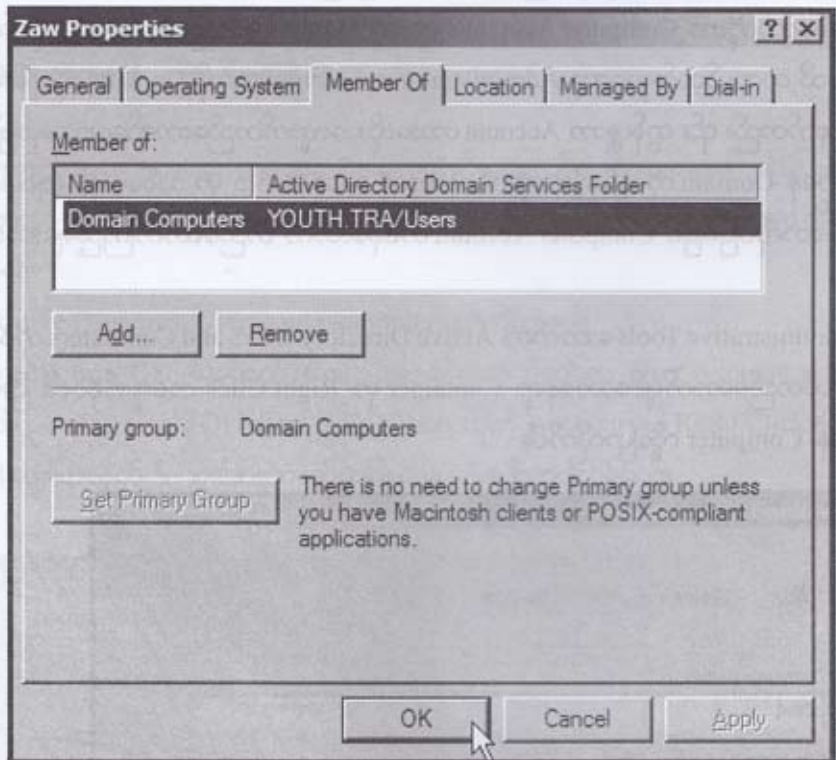 Zaw Properties
? X
General Operating System Member Of Location Managed By Dial-in
Member of:
Name Active Directory Domain Services Folder
Domain Computers YOUTH.TRA/Users
Add... Remove
Primary group: Domain Computers
Set Primary Group
There is no need to change Primary group unless
you have Macintosh clients or POSIX-compliant
applications.
OK Cancel Apply